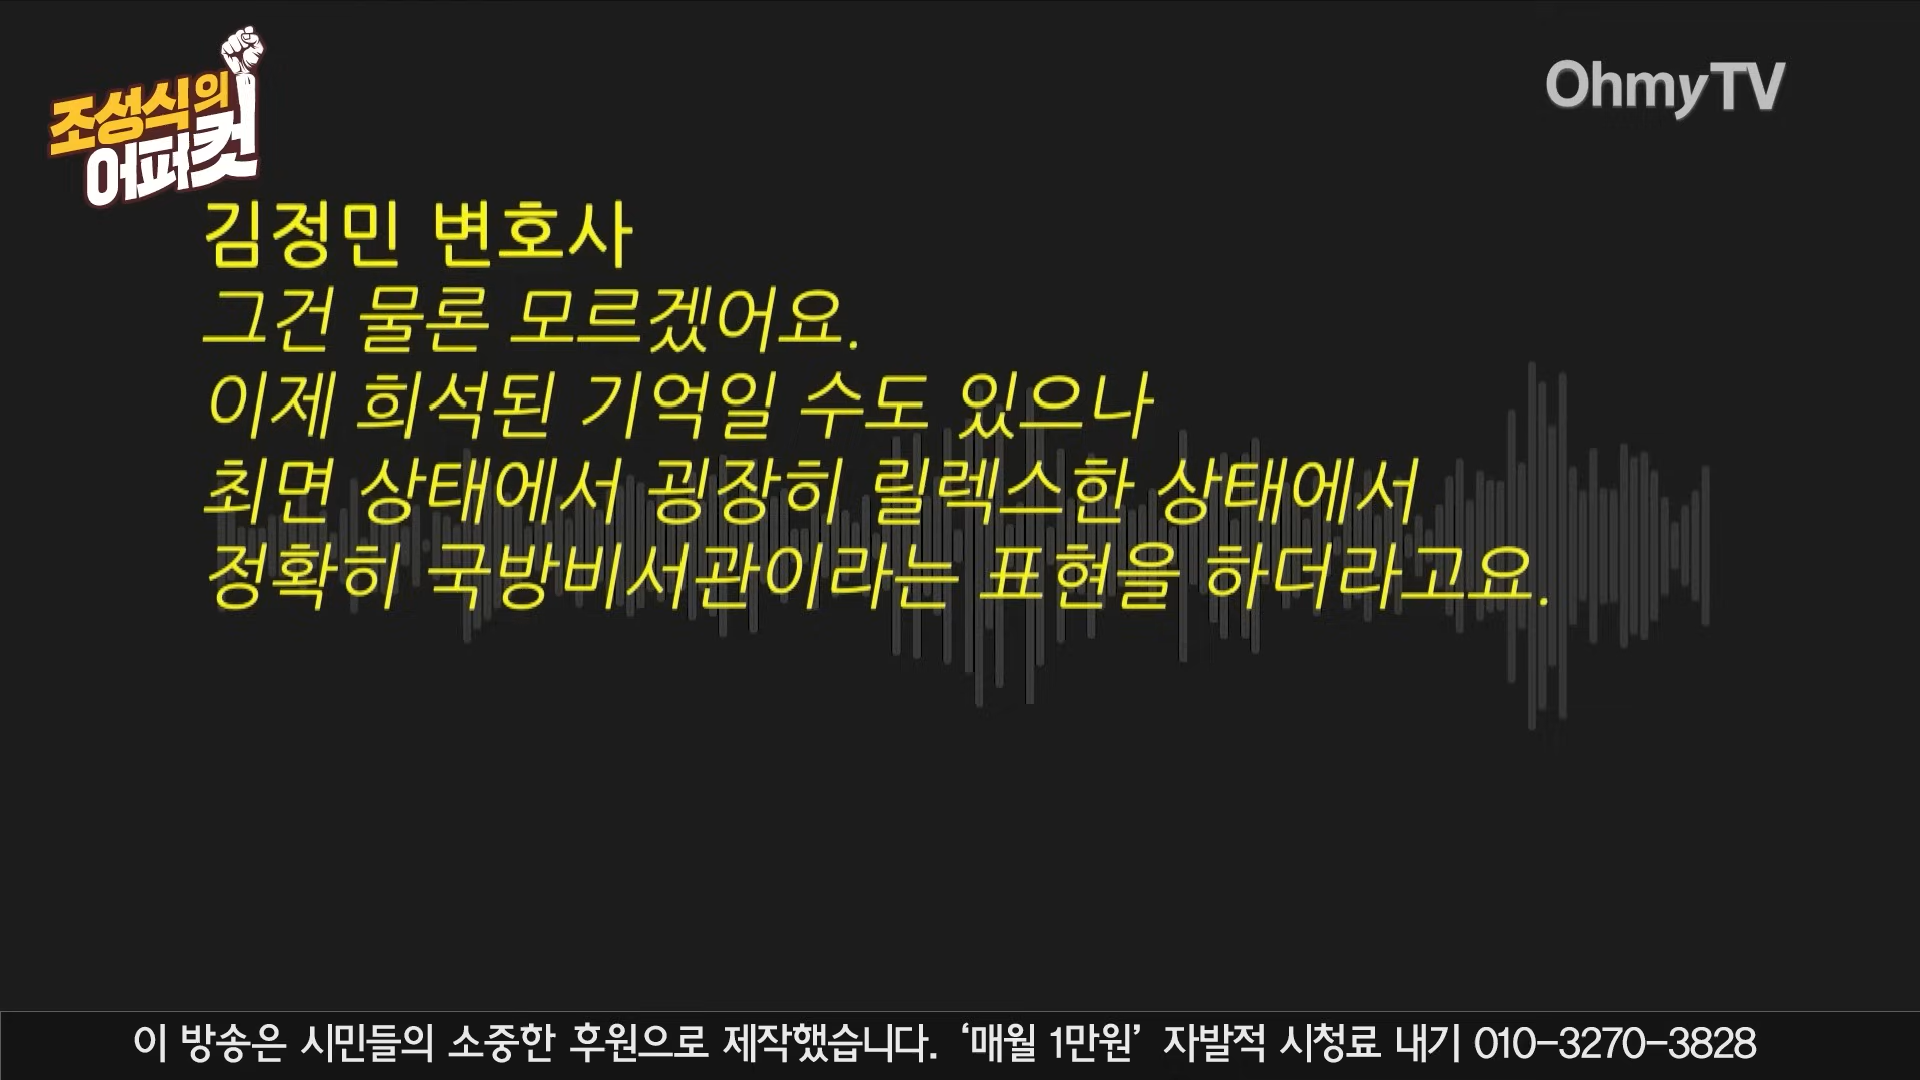 조성식의
어퍼컷
OhmyTV
김정민 변호사
그건 물론 모르겠어요.
이제 희석된 기억일 수도 있으나
최면 상태에서 굉장히 릴렉스한 상태에서
정확히 국방비서관이라는 표현을 하더라고요.
이 방송은 시민들의 소중한 후원으로 제작했습니다. ‘매월 1만원’ 자발적 시청료 내기 010-3270-3828